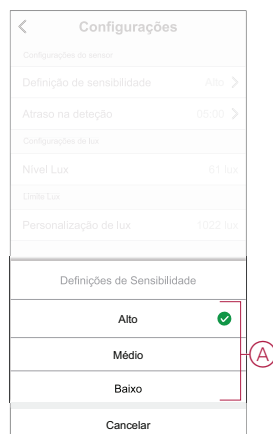 Configurações
Configurações do sensor
Definição de sensibilidade Alto
Atraso na deteção 05:00
Configurações de lux
Nível Lux 61 lux
Limite Lux
Personalização de lux 1022 lux
Definições de Sensibilidade
Alto
A
Médio
Baixo
Cancelar